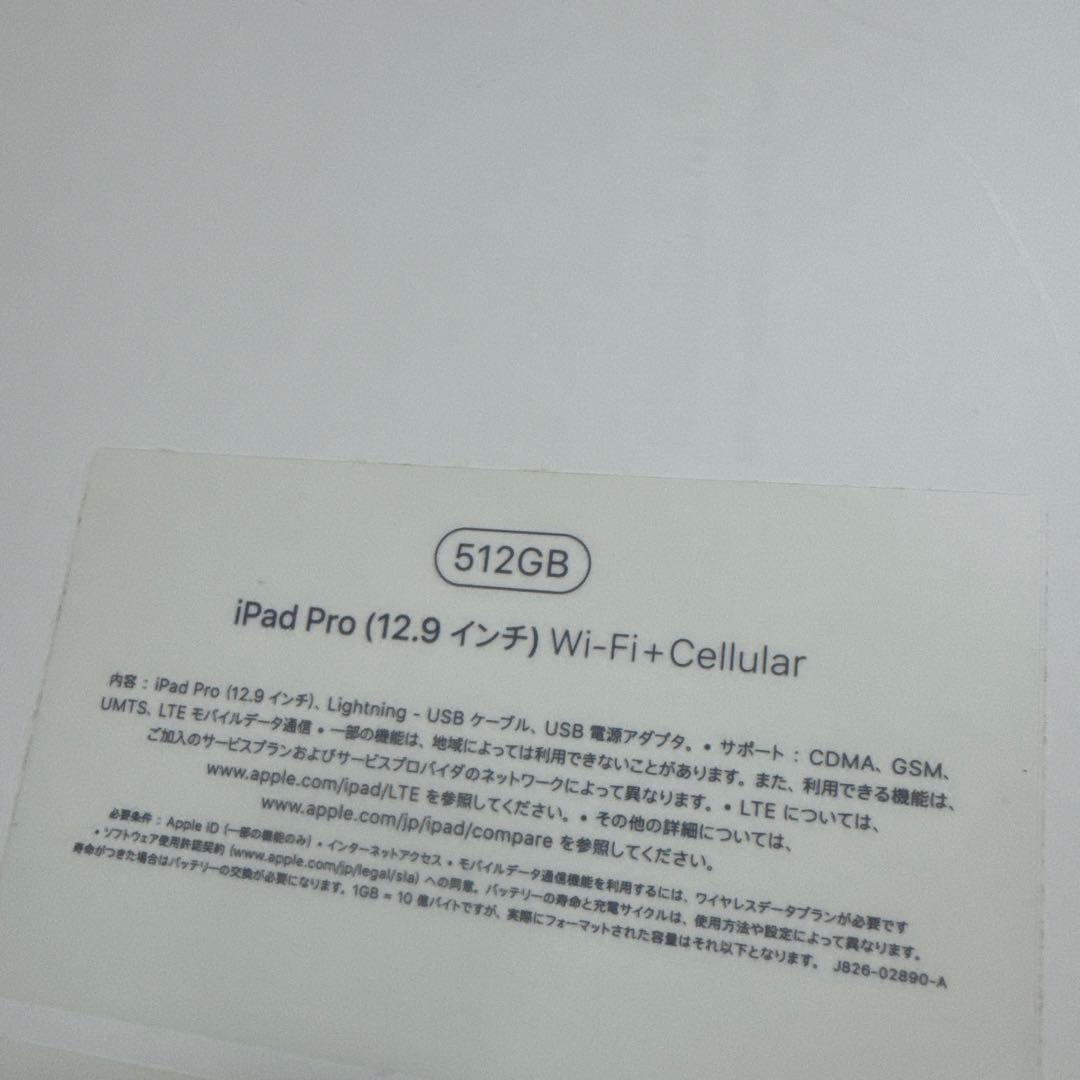 512GB
iPad Pro (12.9 インチ) Wi-Fi + Cellular
内容 : iPad Pro (12.9 インチ)、Lightning - USB ケーブル、USB 電源アダプタ。• サポート : CDMA、GSM、
UMTS、LTE モバイルデータ通信 • 一部の機能は、地域によっては利用できないことがあります。また、利用できる機能は、
ご加入のサービスプランおよびサービスプロバイダのネットワークによって異なります。• LTE については、
www.apple.com/ipad/LTE を参照してください。• その他の詳細については、
www.apple.com/jp/ipad/compare を参照してください。
必要条件 : Apple ID (一部の機能のみ) • インターネットアクセス • モバイルデータ通信機能を利用するには、ワイヤレスデータプランが必要です
• ソフトウェア使用許諾契約 (www.apple.com/jp/legal/sla) への同意。バッテリーの寿命と充電サイクルは、使用方法や設定によって異なります。
寿命がつきた場合はバッテリーの交換が必要になります。1GB = 10 億バイトですが、実際にフォーマットされた容量はそれ以下となります。 J826-02890-A